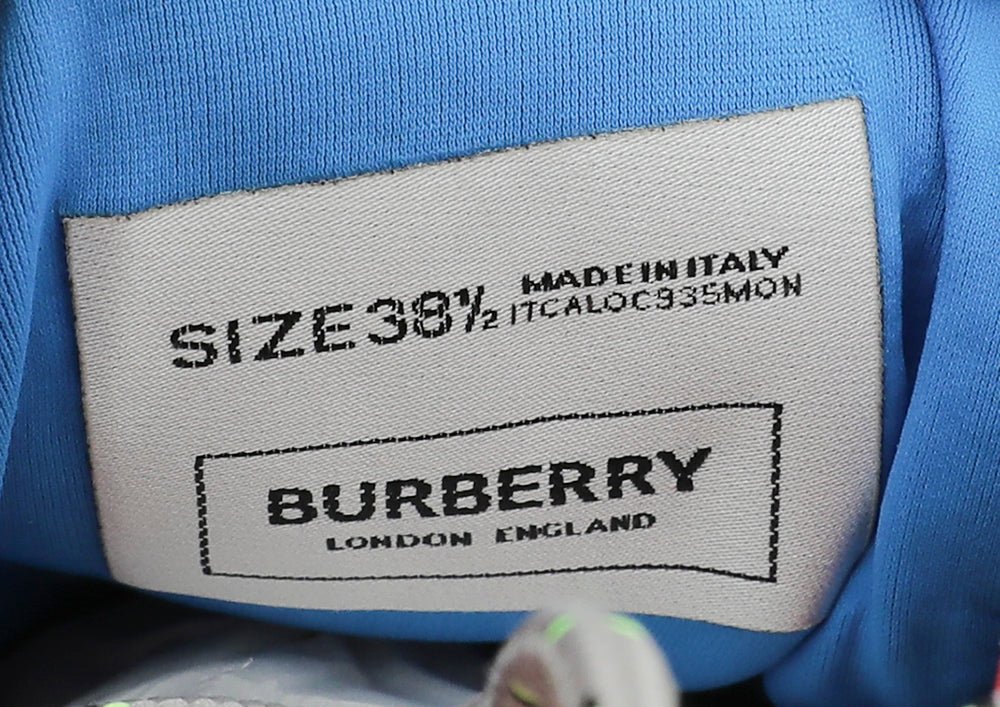 SIZE 38½ MADE IN ITALY
ITCALOC935MON
BURBERRY
LONDON ENGLAND